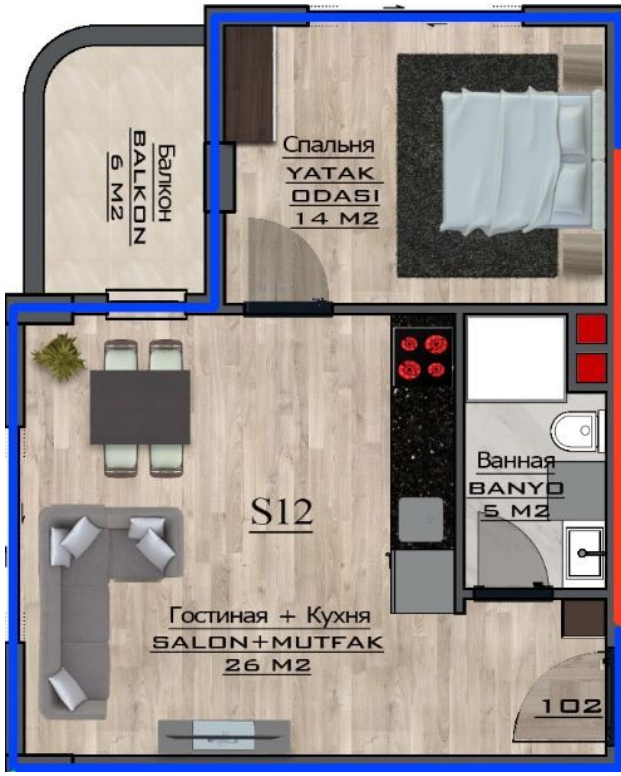 Спальня
YATAK
ODASI
14 M2
Балкон
BALKON
6 M2
Ванная
BANYO
5 M2
S12
Гостиная + Кухня
SALON+MUTFAK
26 M2
102